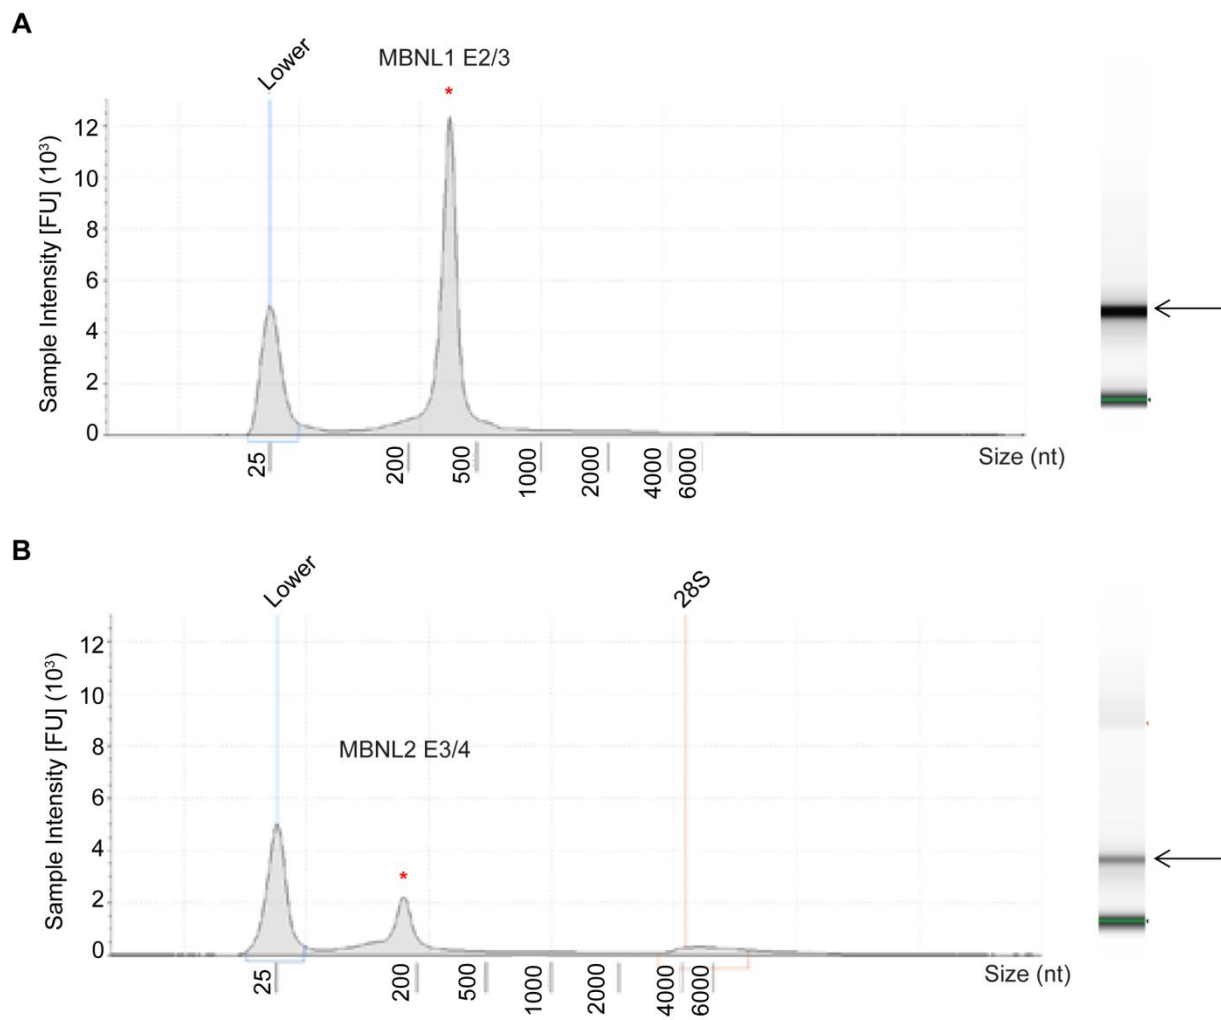 A
Lower
MBNL1 E2/3
*
Sample Intensity [FU] (10³)
12
10
8
6
4
2
0
25
200
500
1000
2000
4000
6000
Size (nt)
B
Lower
28S
MBNL2 E3/4
*
Sample Intensity [FU] (10³)
12
10
8
6
4
2
0
25
200
500
1000
2000
4000
6000
Size (nt)